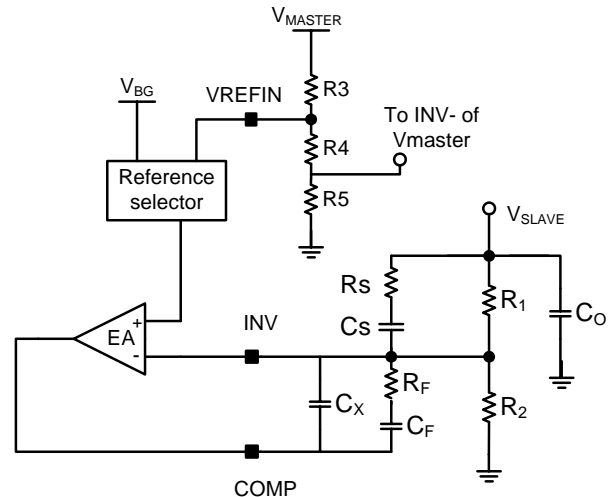 VMASTER
R3
VBG
VREFIN
R4
To INV- of
Vmaster
Reference
selector
R5
VSLAVE
Rs
R1
CO
Cs
INV
EA
+
-
RF
R2
CX
CF
COMP